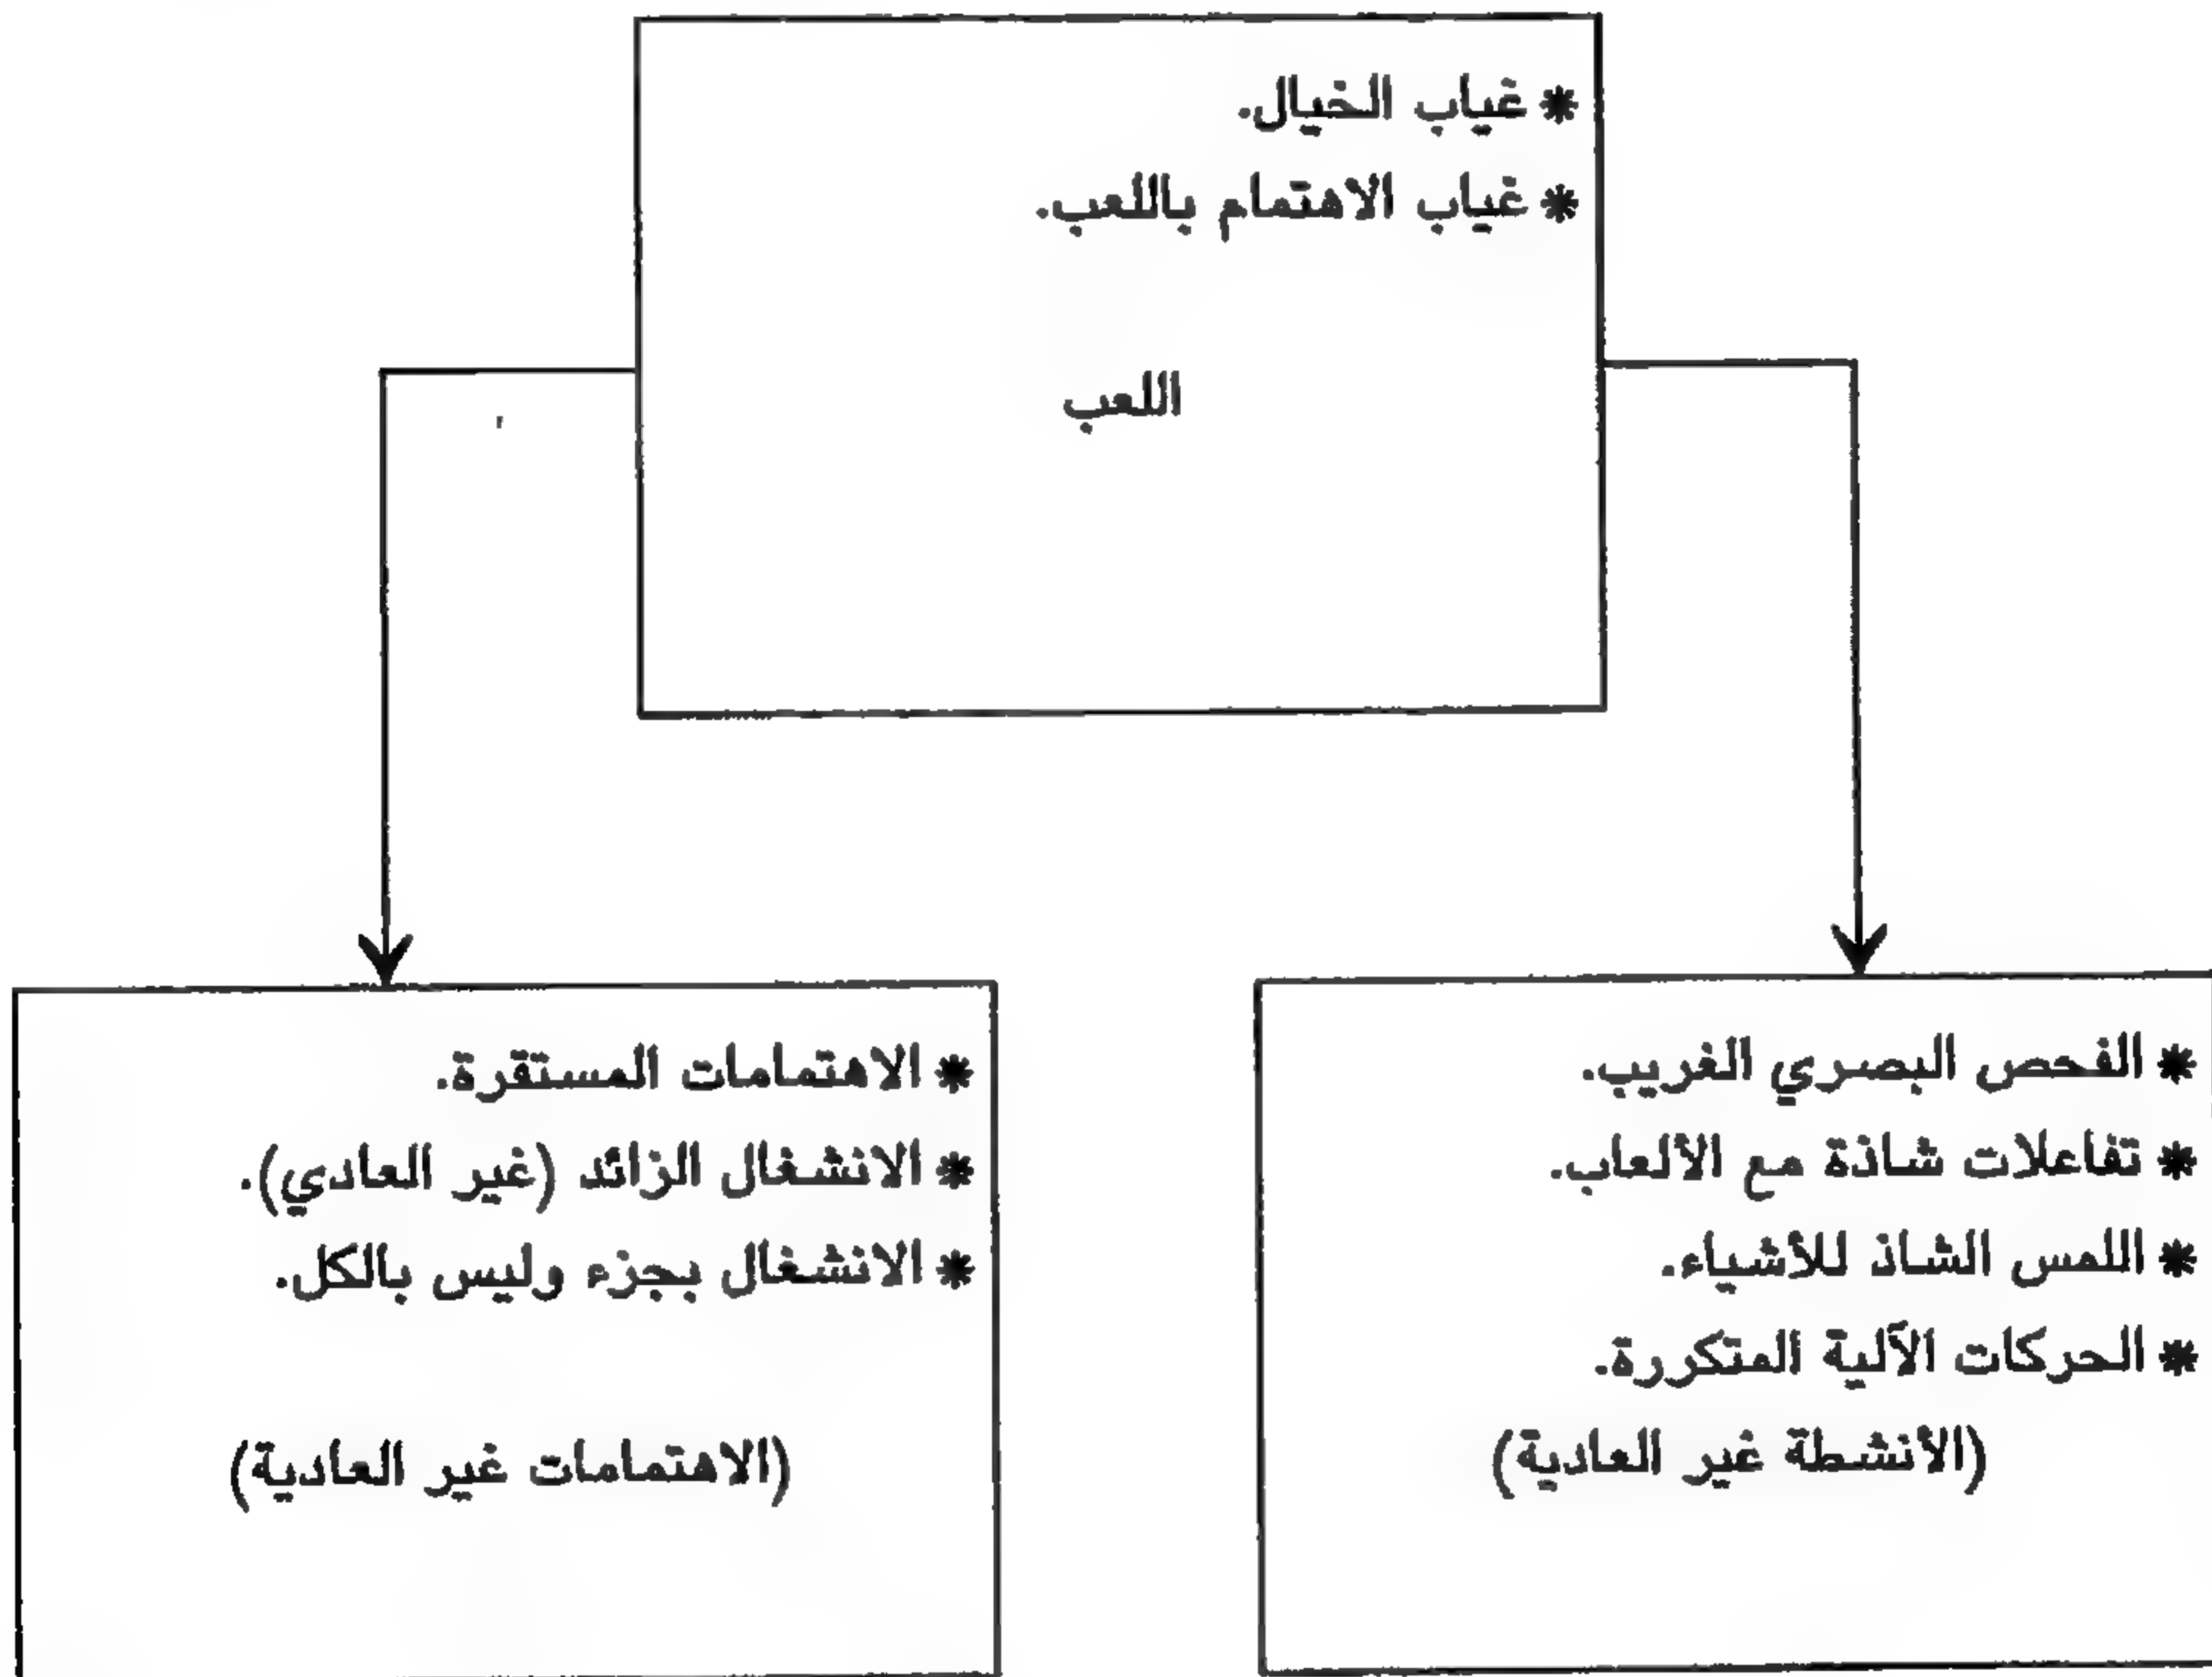 * غياب الخيال.
* غياب الاهتمام باللعب.
اللعب
* الفحص البصري الغريب.
* تفاعلات شاذة مع الألعاب.
* اللمس الشاذ للأشياء.
* الحركات الآلية المتكررة.
(الأنشطة غير العادية)
* الاهتمامات المستقرة.
* الانشغال الزائد (غير العادي).
* الانشغال بجزء وليس بالكل.
(الاهتمامات غير العادية)